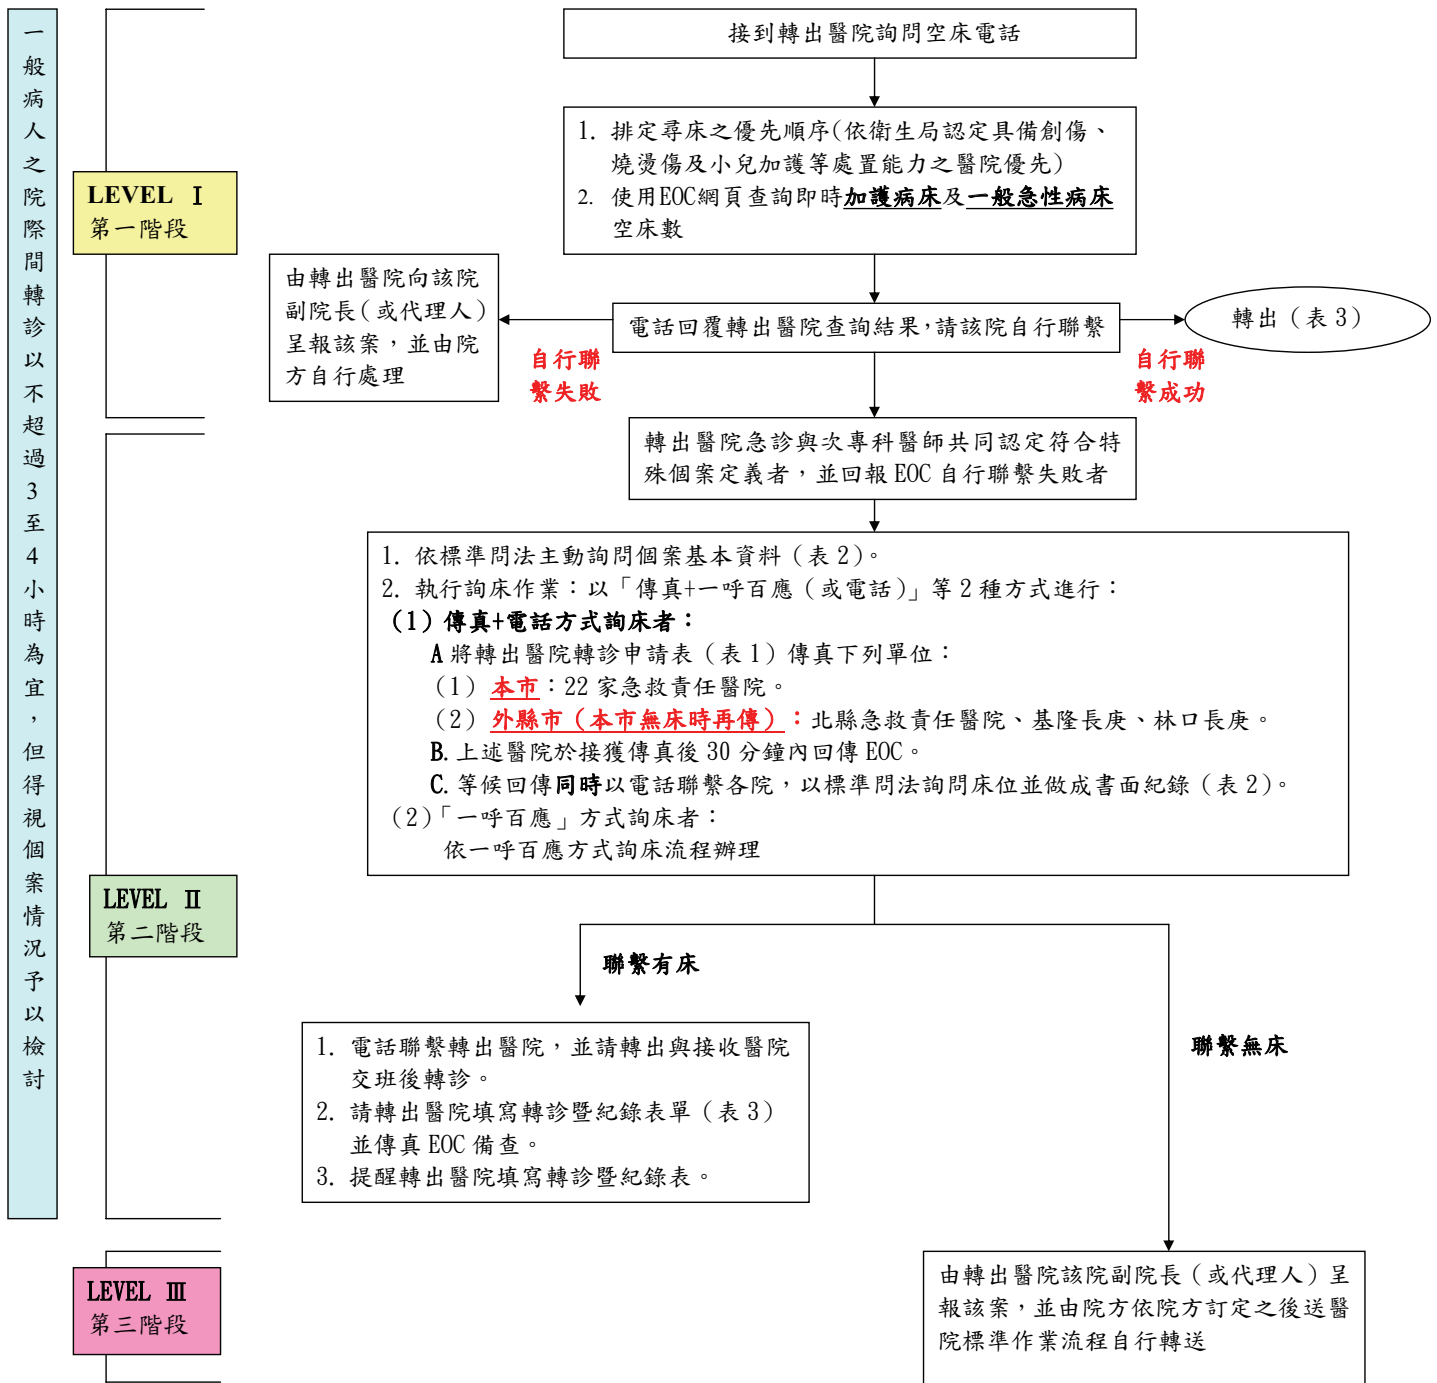 一般病人之院際間轉診以不超過3至4小時為宜，但得視個案情況予以檢討
LEVEL Ⅰ
第一階段
接到轉出醫院詢問空床電話
1. 排定尋床之優先順序(依衛生局認定具備創傷、
燒燙傷及小兒加護等處置能力之醫院優先)
2. 使用EOC網頁查詢即時加護病床及一般急性病床
空床數
由轉出醫院向該院
副院長(或代理人)
呈報該案，並由院
方自行處理
電話回覆轉出醫院查詢結果，請該院自行聯繫
轉出（表 3）
自行聯
繫失敗
自行聯
繫成功
轉出醫院急診與次專科醫師共同認定符合特
殊個案定義者，並回報 EOC 自行聯繫失敗者
LEVEL Ⅱ
第二階段
1. 依標準問法主動詢問個案基本資料（表 2）。
2. 執行詢床作業：以「傳真+一呼百應（或電話）」等 2 種方式進行：
(1) 傳真+電話方式詢床者：
A 將轉出醫院轉診申請表（表 1）傳真下列單位：
（1）本市：22 家急救責任醫院。
（2）外縣市（本市無床時再傳）：北縣急救責任醫院、基隆長庚、林口長庚。
B. 上述醫院於接獲傳真後 30 分鐘內回傳 EOC。
C. 等候回傳同時以電話聯繫各院，以標準問法詢問床位並做成書面紀錄（表 2）。
（2）「一呼百應」方式詢床者：
依一呼百應方式詢床流程辦理
聯繫有床
聯繫無床
1. 電話聯繫轉出醫院，並請轉出與接收醫院
交班後轉診。
2. 請轉出醫院填寫轉診暨紀錄表單（表 3）
並傳真 EOC 備查。
3. 提醒轉出醫院填寫轉診暨紀錄表。
LEVEL Ⅲ
第三階段
由轉出醫院該院副院長（或代理人）呈
報該案，並由院方依院方訂定之後送醫
院標準作業流程自行轉送